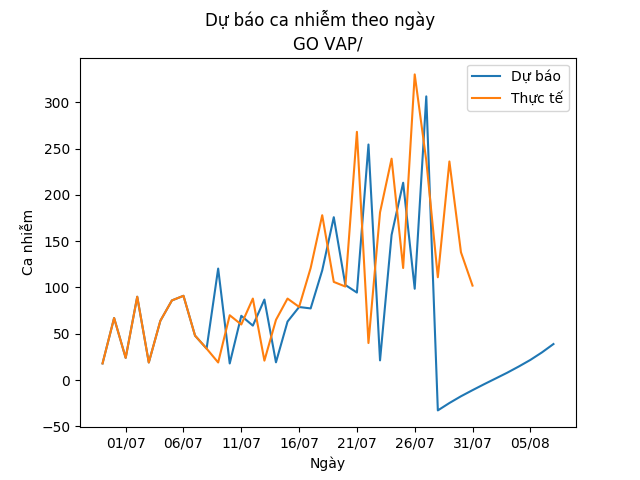 Dự báo ca nhiễm theo ngày
GO VAP/
Dự báo
Thực tế
Ca nhiễm
300
250
200
150
100
50
0
−50
01/07 06/07 11/07 16/07 21/07 26/07 31/07 05/08
Ngày